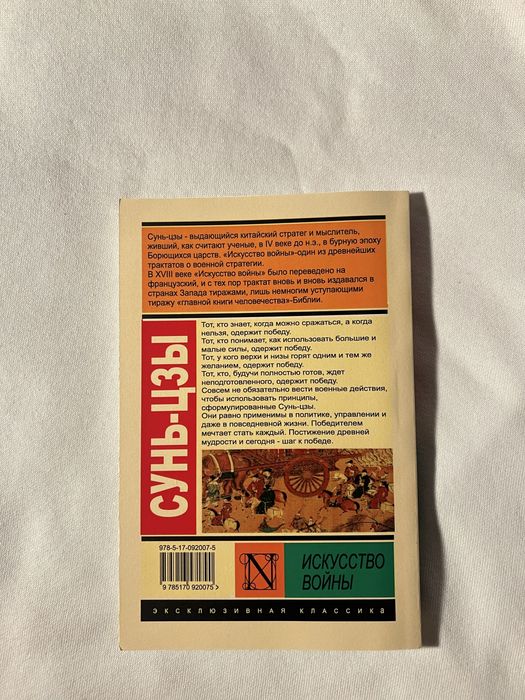 Сунь-цзы - выдающийся китайский стратег и мыслитель,
живший, как считают ученые, в IV веке до н.э., в бурную эпоху
Борющихся царств. «Искусство войны»-один из древнейших
трактатов о военной стратегии.
В XVIII веке «Искусство войны» было переведено на
французский, и с тех пор трактат вновь и вновь издавался в
странах Запада тиражами, лишь немногим уступающими
тиражу «главной книги человечества»-Библии.
СУНЬ-ЦЗЫ
Тот, кто знает, когда можно сражаться, а когда
нельзя, одержит победу.
Тот, кто понимает, как использовать большие и
малые силы, одержит победу.
Тот, у кого верхи и низы горят одним и тем же
желанием, одержит победу.
Тот, кто, будучи полностью готов, ждет
неподготовленного, одержит победу.
Совсем не обязательно вести военные действия,
чтобы использовать принципы,
сформулированные Сунь-цзы.
Они равно применимы в политике, управлении и
даже в повседневной жизни. Победителем
мечтает стать каждый. Постижение древней
мудрости и сегодня - шаг к победе.
978-5-17-092007-5
9 785170 920075 >
N
ИСКУССТВО
ВОЙНЫ
ЭКСКЛЮЗИВНАЯ КЛАССИКА